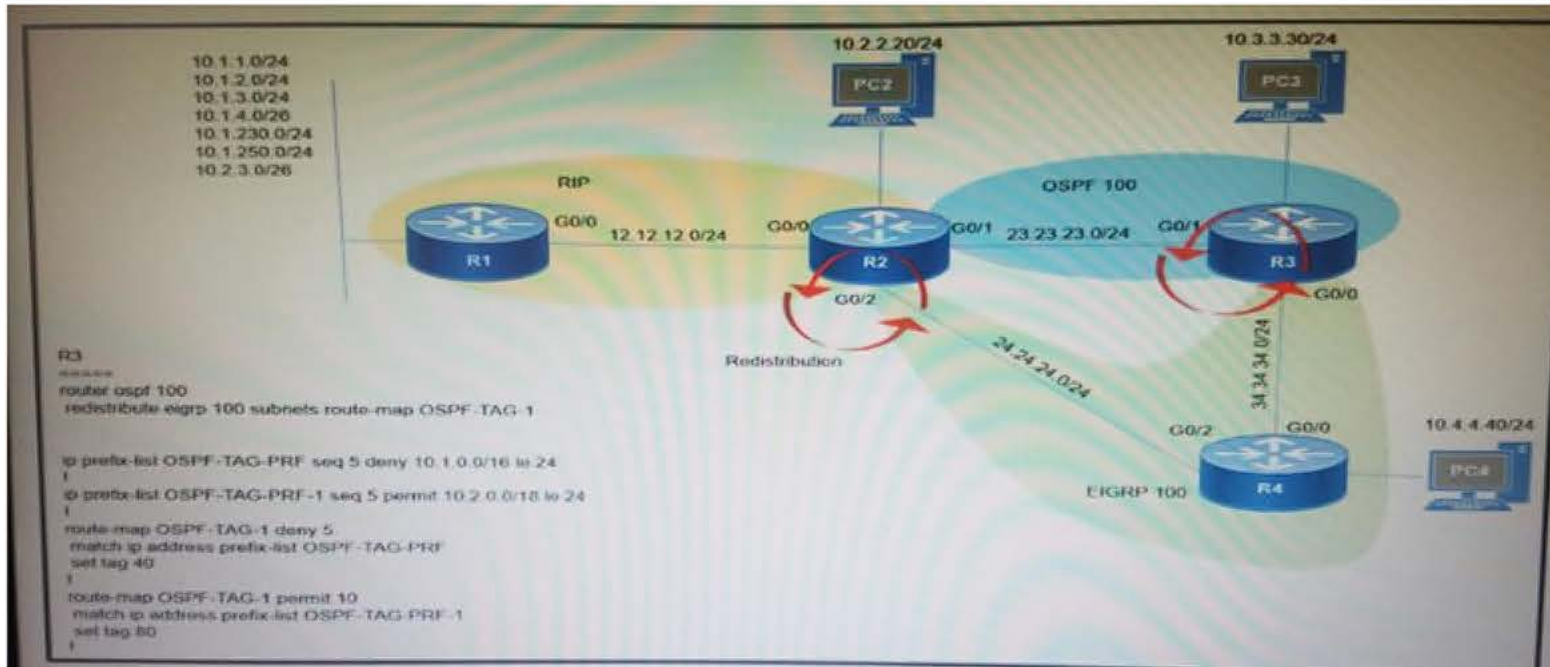 10.1.1.0/24
10.1.2.0/24
10.1.3.0/24
10.1.4.0/26
10.1.230.0/24
10.1.250.0/24
10.2.3.0/26
10.2.2.20/24
PC2
10.3.3.30/24
PC3
RIP
OSPF 100
G0/0
12.12.12.0/24
G0/0
R1
R2
G0/1
23.23.23.0/24
G0/1
R3
G0/2
G0/0
Redistribution
24.24.24.0/24
34.34.34.0/24
G0/2
G0/0
10.4.4.40/24
EIGRP 100
R4
PC4
R3
=====
router ospf 100
redistribute eigrp 100 subnets route-map OSPF-TAG-1
ip prefix-list OSPF-TAG-PRF seq 5 deny 10.1.0.0/16 le 24
!
ip prefix-list OSPF-TAG-PRF-1 seq 5 permit 10.2.0.0/18 le 24
!
route-map OSPF-TAG-1 deny 5
match ip address prefix-list OSPF-TAG-PRF
set tag 40
!
route-map OSPF-TAG-1 permit 10
match ip address prefix-list OSPF-TAG-PRF-1
set tag 80
!